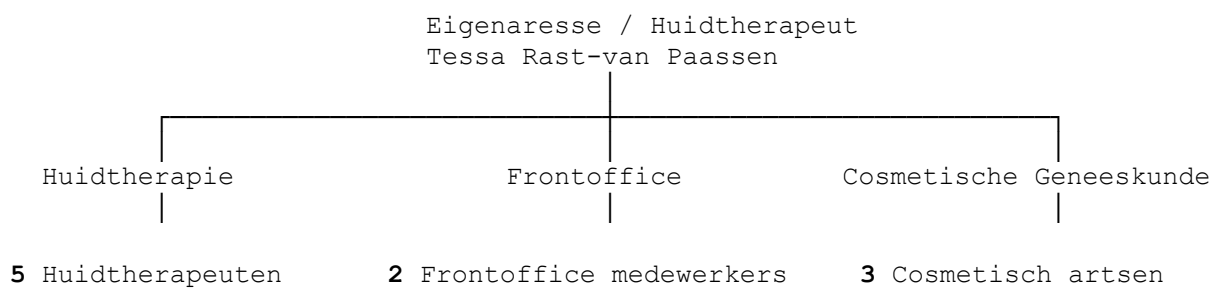 Eigenaresse / Huidtherapeut
Tessa Rast-van Paassen
Huidtherapie Frontoffice Cosmetische Geneeskunde
5 Huidtherapeuten 2 Frontoffice medewerkers 3 Cosmetisch artsen